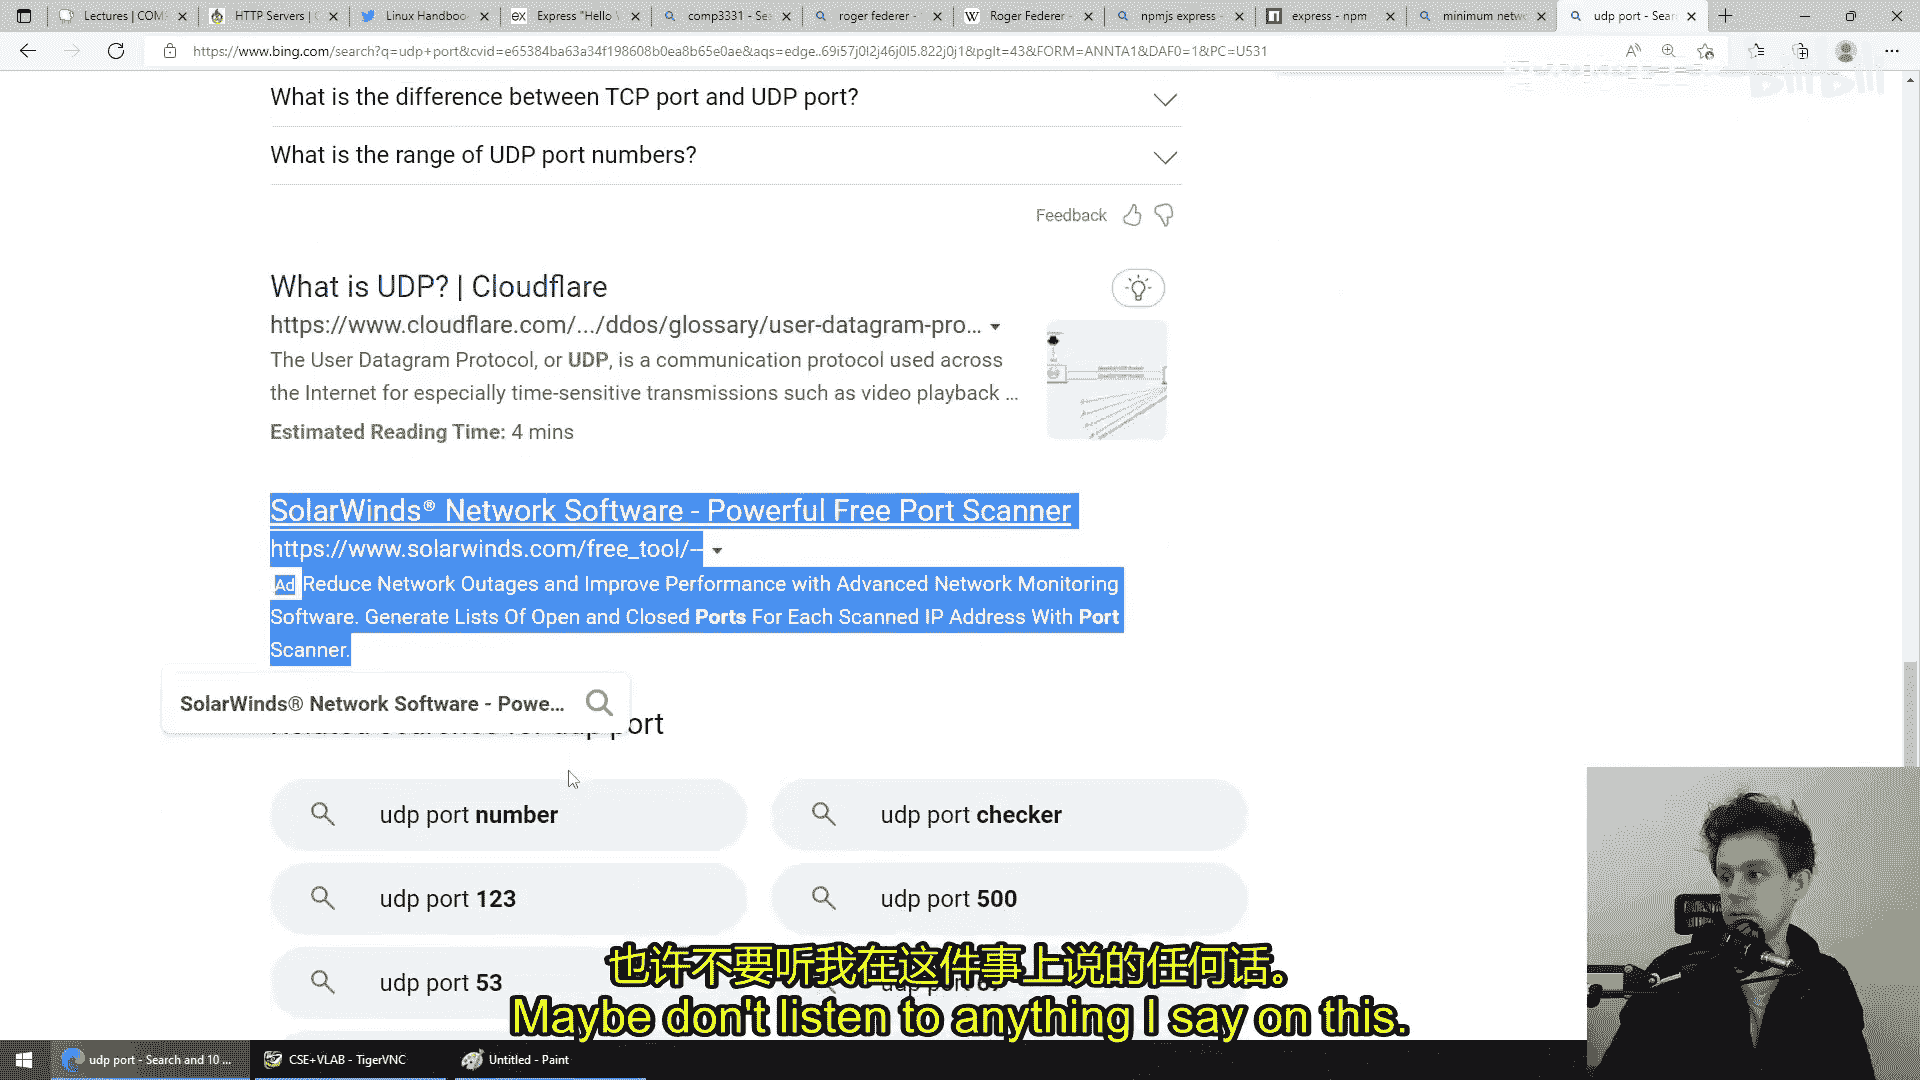 Lectures | COM
HTTP Servers |
Linux Handboo
Express "Hello
comp3331 - Se
roger federer
Roger Federer -
npmjs express -
express - npm
minimum netw
udp port - Sear
https://www.bing.com/search?q=udp+port&cvid=e65384ba63a34f198608b0ea8b65e0ae&aqs=edge..69i57j0l2j46j0l5.822j0j1&pglt=43&FORM=ANNTA1&DAF0=1&PC=U531
What is the difference between TCP port and UDP port?
What is the range of UDP port numbers?
Feedback
What is UDP? | Cloudflare
https://www.cloudflare.com/.../ddos/glossary/user-datagram-pro...
The User Datagram Protocol, or UDP, is a communication protocol used across
the Internet for especially time-sensitive transmissions such as video playback ...
Estimated Reading Time: 4 mins
SolarWinds® Network Software - Powerful Free Port Scanner
https://www.solarwinds.com/free_tool/--
Ad Reduce Network Outages and Improve Performance with Advanced Network Monitoring
Software. Generate Lists Of Open and Closed Ports For Each Scanned IP Address With Port
Scanner.
SolarWinds® Network Software - Powe...
port
udp port number
udp port checker
udp port 123
udp port 500
udp port 53
也许不要听我在这件事上说的任何话。
Maybe don't listen to anything I say on this.
udp port - Search and 10 ...
CSE+VLAB - TigerVNC
Untitled - Paint